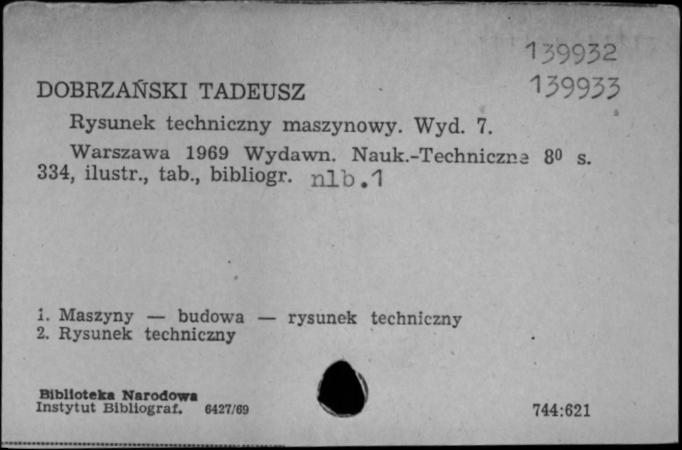 139932
DOBRZAŃSKI TADEUSZ 139933
Rysunek techniczny maszynowy. Wyd. 7.
Warszawa 1969 Wydawn. Nauk.-Techniczne 8⁰ s.
334, ilustr., tab., bibliogr. nlb.1
1. Maszyny — budowa — rysunek techniczny
2. Rysunek techniczny
Biblioteka Narodowa
Instytut Bibliograf. 6427/69 744:621